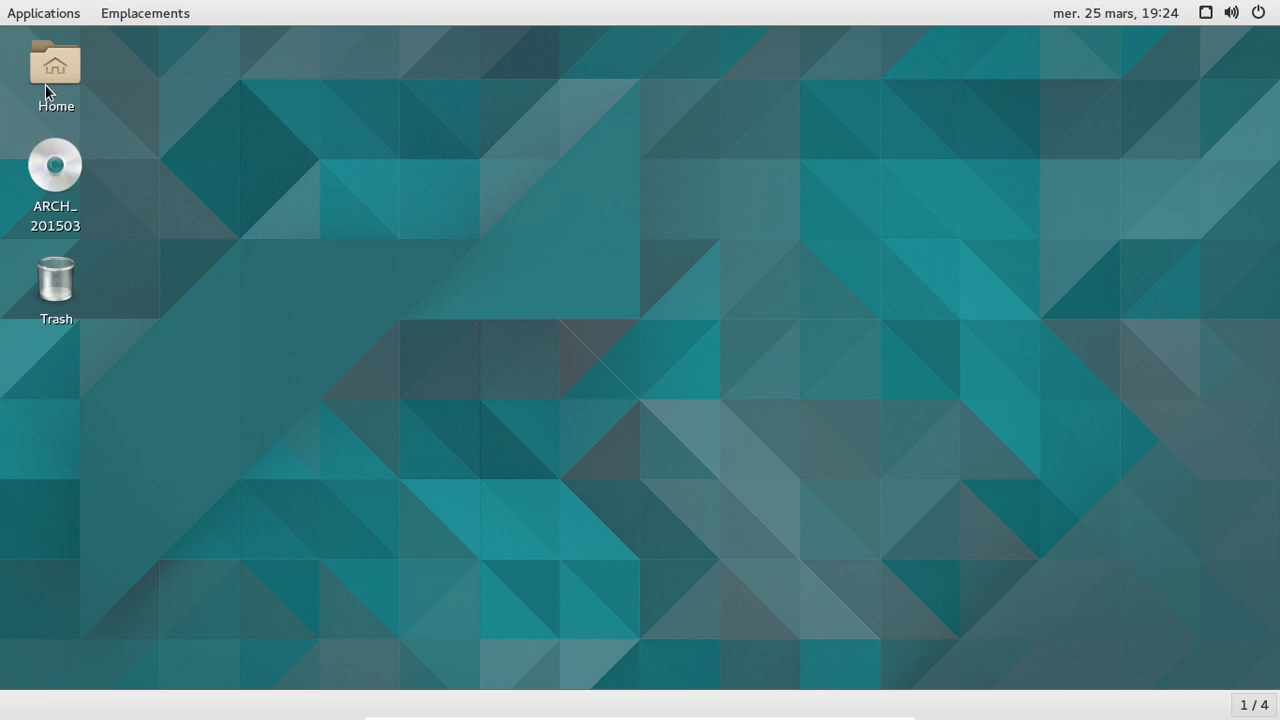 Applications Emplacements mer. 25 mars, 19:24
Home
ARCH_
201503
Trash
1 / 4